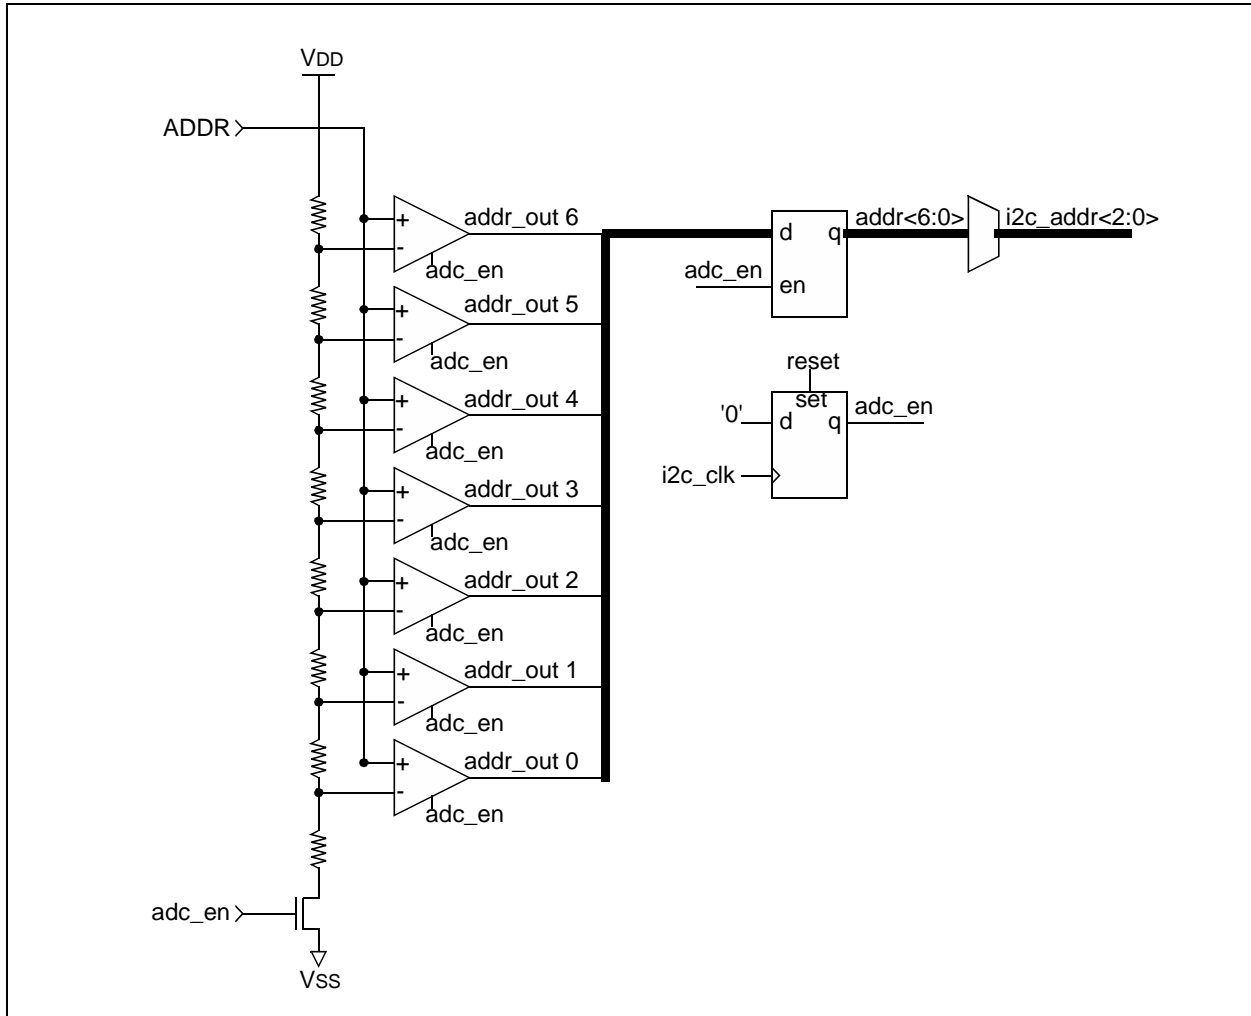 VDD
ADDR
addr_out 6
adc_en
addr_out 5
adc_en
addr_out 4
adc_en
addr_out 3
adc_en
addr_out 2
adc_en
addr_out 1
adc_en
addr_out 0
adc_en
adc_en
VSS
d q
adc_en
en
addr<6:0>
i2c_addr<2:0>
reset
set
'0'
d q
adc_en
i2c_clk
+
-
+
-
+
-
+
-
+
-
+
-
+
-